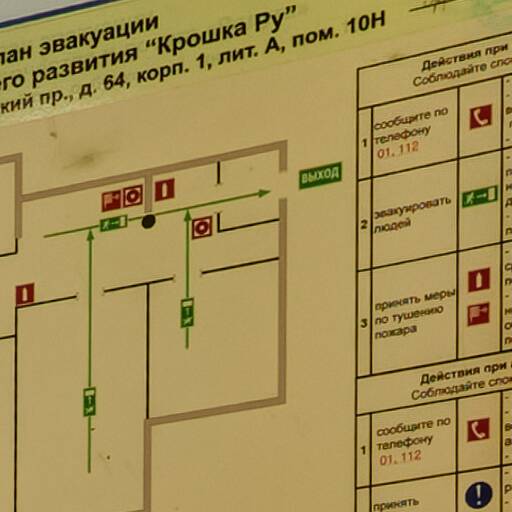 лан эвакуации
его развития “Крошка Ру”
кий пр., д. 64, корп. 1, лит. А, пом. 10Н
ВЫХОД
Действия при
Соблюдайте спо
1 сообщите по
телефону
01, 112
2 эвакуировать
людей
3 принять меры
по тушению
пожара
Действия при
Соблюдайте спо
1 сообщите по
телефону
01, 112
принять